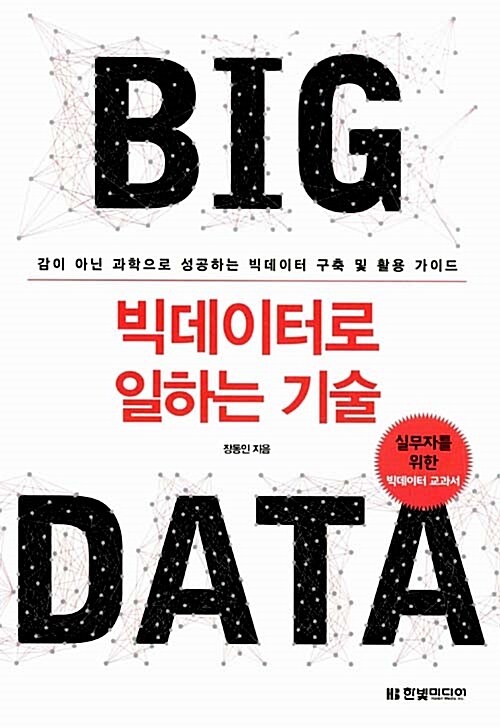 BIG
감이 아닌 과학으로 성공하는 빅데이터 구축 및 활용 가이드
빅데이터로
일하는 기술
장동인 지음
실무자를
위한
빅데이터 교과서
DATA
HB 한빛미디어